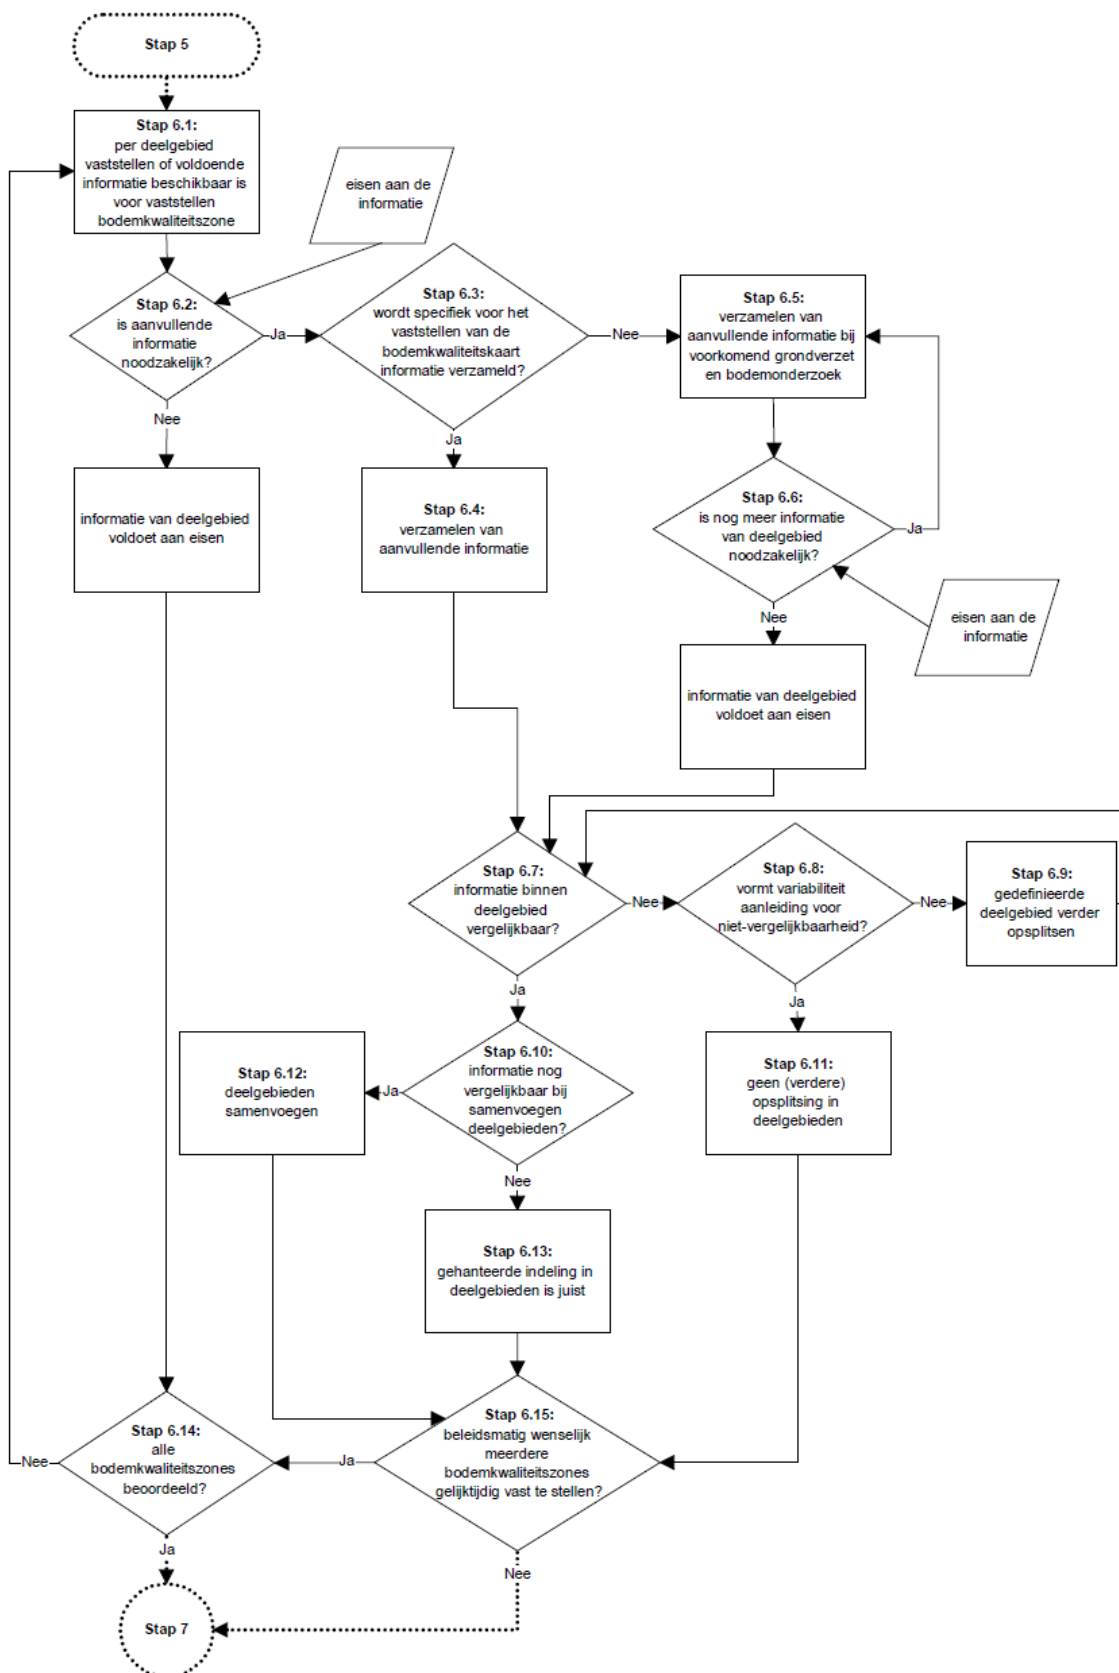 Stap 5
Stap 6.1:
per deelgebied
vaststellen of voldoende
informatie beschikbaar is
voor vaststellen
bodemkwaliteitszone
eisen aan de
informatie
Stap 6.2:
is aanvullende
informatie
noodzakelijk?
Ja
Nee
Stap 6.3:
wordt specifiek voor het
vaststellen van de
bodemkwaliteitskaart
informatie verzameld?
Nee
Ja
Stap 6.5:
verzamelen van
aanvullende informatie bij
voorkomend grondverzet
en bodemonderzoek
informatie van deelgebied
voldoet aan eisen
Stap 6.4:
verzamelen van
aanvullende informatie
Stap 6.6:
is nog meer informatie
van deelgebied
noodzakelijk?
Ja
Nee
eisen aan de
informatie
informatie van deelgebied
voldoet aan eisen
Stap 6.7:
informatie binnen
deelgebied
vergelijkbaar?
Nee
Ja
Stap 6.8:
vormt variabiliteit
aanleiding voor
niet-vergelijkbaarheid?
Nee
Ja
Stap 6.9:
gedefinieerde
deelgebied verder
opsplitsen
Stap 6.12:
deelgebieden
samenvoegen
Ja
Stap 6.10:
informatie nog
vergelijkbaar bij
samenvoegen
deelgebieden?
Nee
Stap 6.11:
geen (verdere)
opsplitsing in
deelgebieden
Stap 6.13:
gehanteerde indeling in
deelgebieden is juist
Stap 6.14:
alle
bodemkwaliteitszones
beoordeeld?
Nee
Ja
Ja
Stap 6.15:
beleidsmatig wenselijk
meerdere
bodemkwaliteitszones
gelijktijdig vast te stellen?
Nee
Stap 7